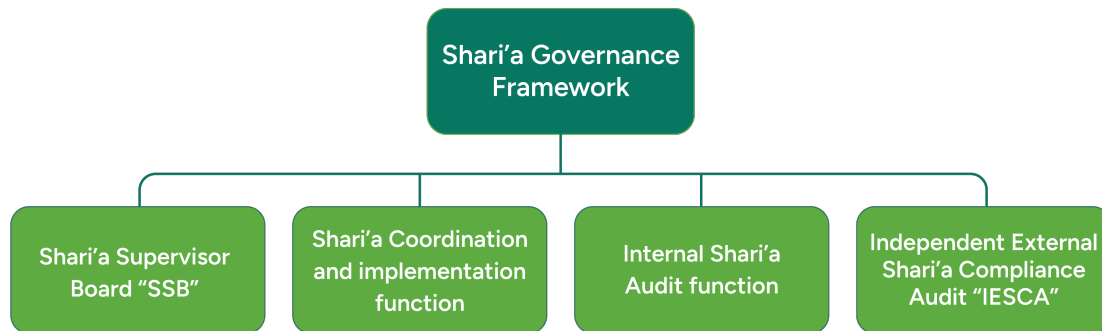 Shari’a Governance
Framework
Shari’a Supervisor
Board “SSB”
Shari’a Coordination
and implementation
function
Internal Shari’a
Audit function
Independent External
Shari’a Compliance
Audit “IESCA”